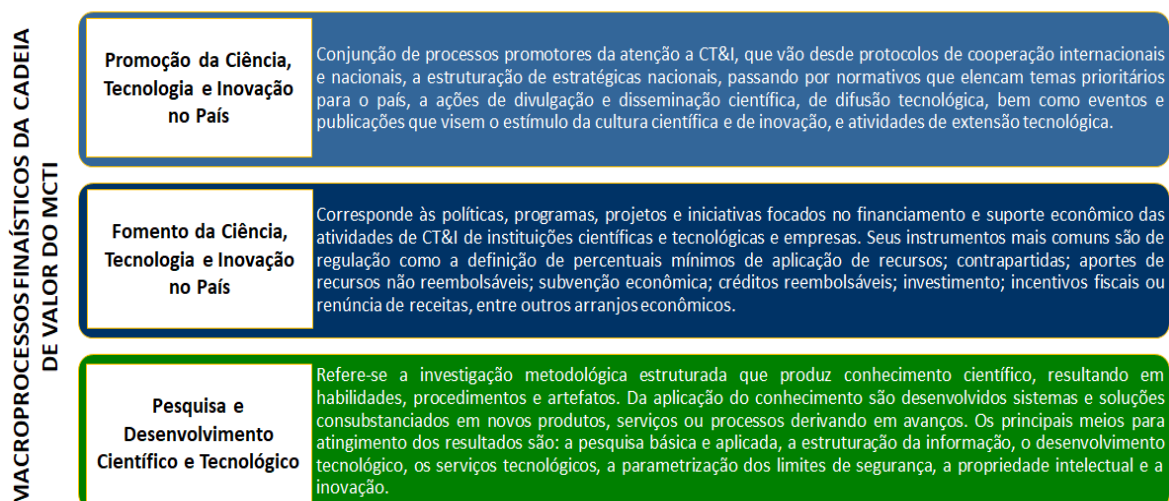 MACROPROCESSOS FINAÍSTICOS DA CADEIA
DE VALOR DO MCTI
Promoção da Ciência,
Tecnologia e Inovação
no País
Conjunção de processos promotores da atenção a CT&I, que vão desde protocolos de cooperação internacionais
e nacionais, a estruturação de estratégicas nacionais, passando por normativos que elencam temas prioritários
para o país, a ações de divulgação e disseminação científica, de difusão tecnológica, bem como eventos e
publicações que visem o estímulo da cultura científica e de inovação, e atividades de extensão tecnológica.
Fomento da Ciência,
Tecnologia e Inovação
no País
Corresponde às políticas, programas, projetos e iniciativas focados no financiamento e suporte econômico das
atividades de CT&I de instituições científicas e tecnológicas e empresas. Seus instrumentos mais comuns são de
regulação como a definição de percentuais mínimos de aplicação de recursos; contrapartidas; aportes de
recursos não reembolsáveis; subvenção econômica; créditos reembolsáveis; investimento; incentivos fiscais ou
renúncia de receitas, entre outros arranjos econômicos.
Pesquisa e
Desenvolvimento
Científico e Tecnológico
Refere-se a investigação metodológica estruturada que produz conhecimento científico, resultando em
habilidades, procedimentos e artefatos. Da aplicação do conhecimento são desenvolvidos sistemas e soluções
consubstanciados em novos produtos, serviços ou processos derivando em avanços. Os principais meios para
atingimento dos resultados são: a pesquisa básica e aplicada, a estruturação da informação, o desenvolvimento
tecnológico, os serviços tecnológicos, a parametrização dos limites de segurança, a propriedade intelectual e a
inovação.